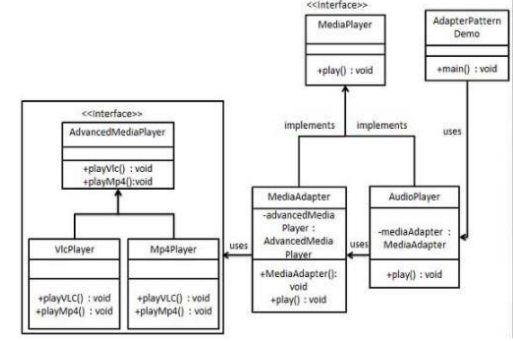 <<Interface>>
MediaPlayer
+play() : void
AdapterPattern
Demo
+main() : void
implements
implements
uses
<<Interface>>
AdvancedMediaPlayer
+playVlc() : void
+playMp4():void
VlcPlayer
+playVLC() : void
+playMp4() : void
Mp4Player
+playVLC() : void
+playMp4() : void
uses
MediaAdapter
-advancedMedia
Player :
AdvancedMedia
Player
+MediaAdapter():
void
+play() : void
uses
AudioPlayer
-mediaAdapter :
MediaAdapter
+play() : void